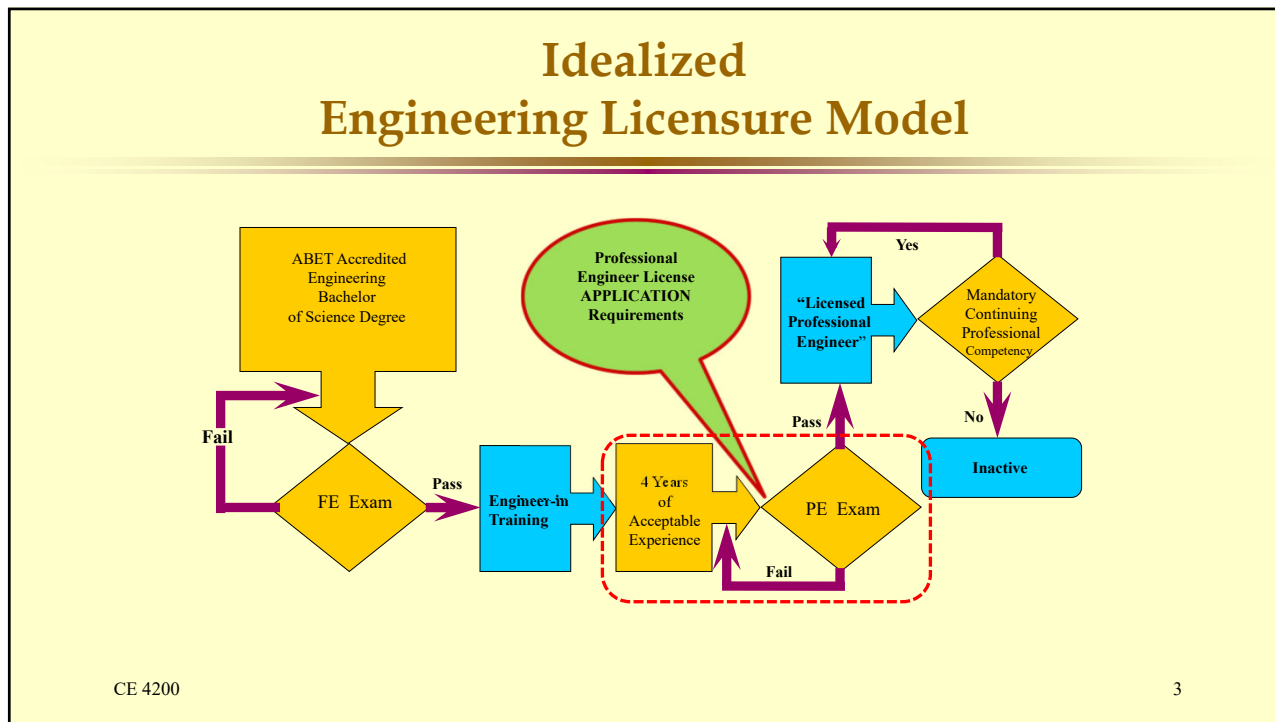 Idealized
Engineering Licensure Model
ABET Accredited
Engineering
Bachelor
of Science Degree
Fail
FE Exam
Pass
Engineer-in
Training
4 Years
of
Acceptable
Experience
Professional
Engineer License
APPLICATION
Requirements
PE Exam
Fail
Pass
“Licensed
Professional
Engineer”
Yes
Mandatory
Continuing
Professional
Competency
No
Inactive
CE 4200
3